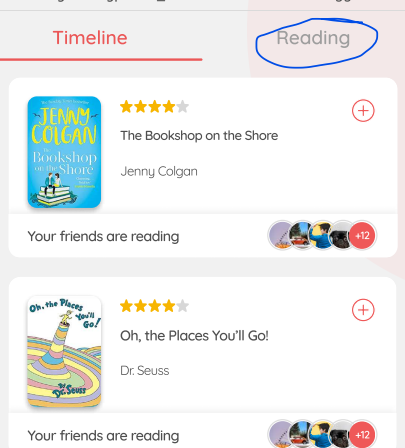 Timeline
Reading
JENNY
COLGAN
The
Bookshop
on the Shore
The Bookshop on the Shore
Jenny Colgan
Your friends are reading
+12
Oh, the Places
You'll Go!
By
Dr. Seuss
Oh, the Places You'll Go!
Dr. Seuss
Your friends are reading
+12